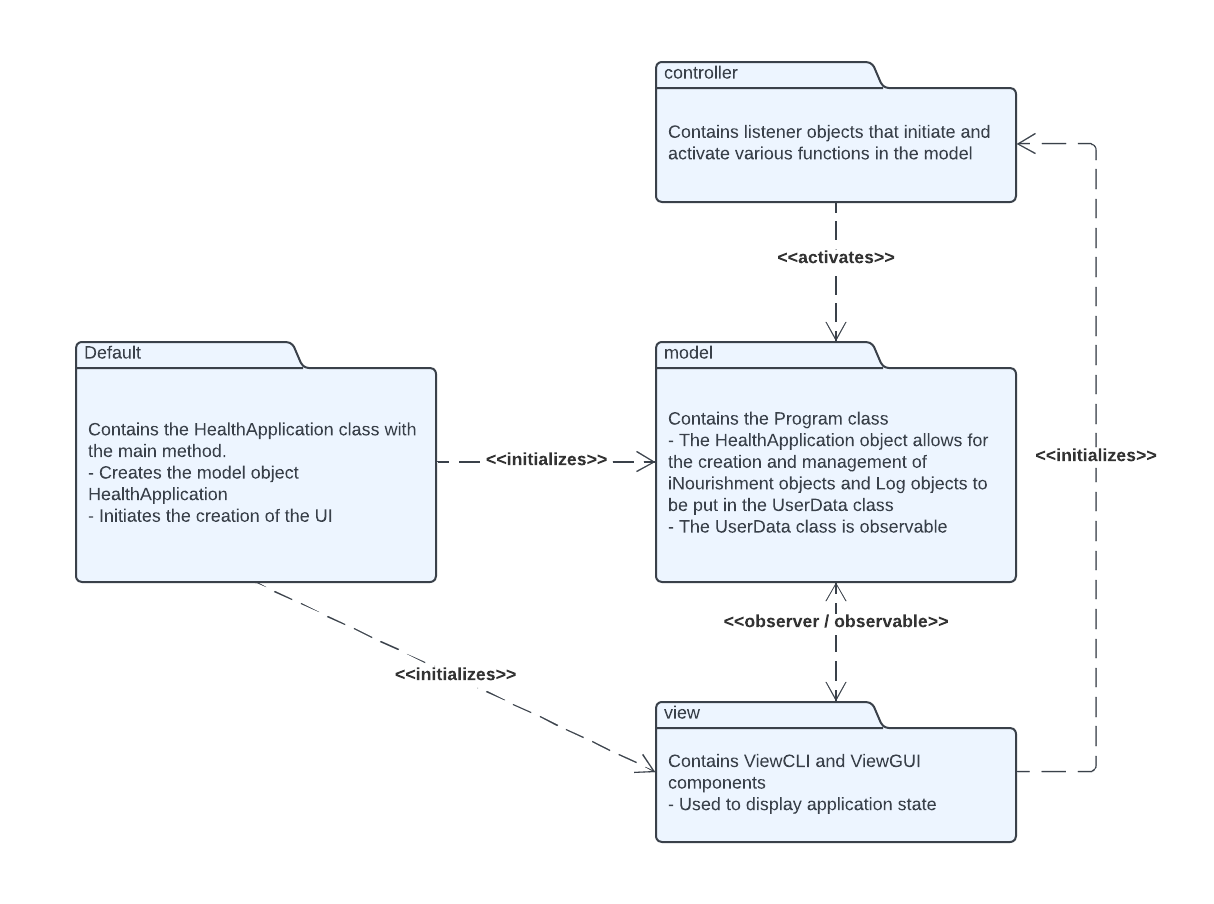 controller
Contains listener objects that initiate and
activate various functions in the model
<<activates>>
Default
Contains the HealthApplication class with
the main method.
- Creates the model object
HealthApplication
- Initiates the creation of the UI
<<initializes>>
model
Contains the Program class
- The HealthApplication object allows for
the creation and management of
iNourishment objects and Log objects to
be put in the UserData class
- The UserData class is observable
<<initializes>>
<<observer / observable>>
<<initializes>>
view
Contains ViewCLI and ViewGUI
components
- Used to display application state